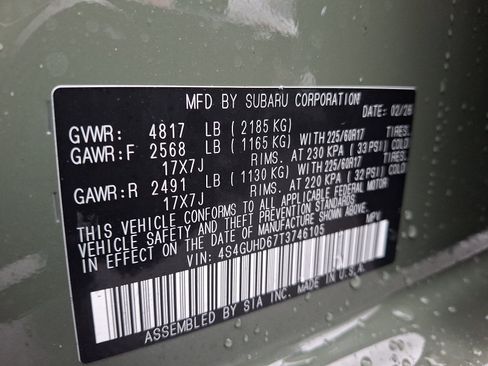 MFD BY SUBARU CORPORATION
DATE: 02/26
GVWR: 4817 LB (2185 KG)
GAWR:F 2568 LB (1165 KG) WITH 225/60R17 TIRES.
17X7J RIMS. AT 230 KPA (33 PSI) COLD
GAWR:R 2491 LB (1130 KG) WITH 225/60R17 TIRES.
17X7J RIMS. AT 220 KPA (32 PSI) COLD
THIS VEHICLE CONFORMS TO ALL APPLICABLE FEDERAL MOTOR
VEHICLE SAFETY AND THEFT PREVENTION STANDARDS
IN EFFECT ON THE DATE OF MANUFACTURE SHOWN ABOVE.
VIN: 4S4GUHD67T3746105 MPV
ASSEMBLED BY SIA INC. MADE IN U.S.A.